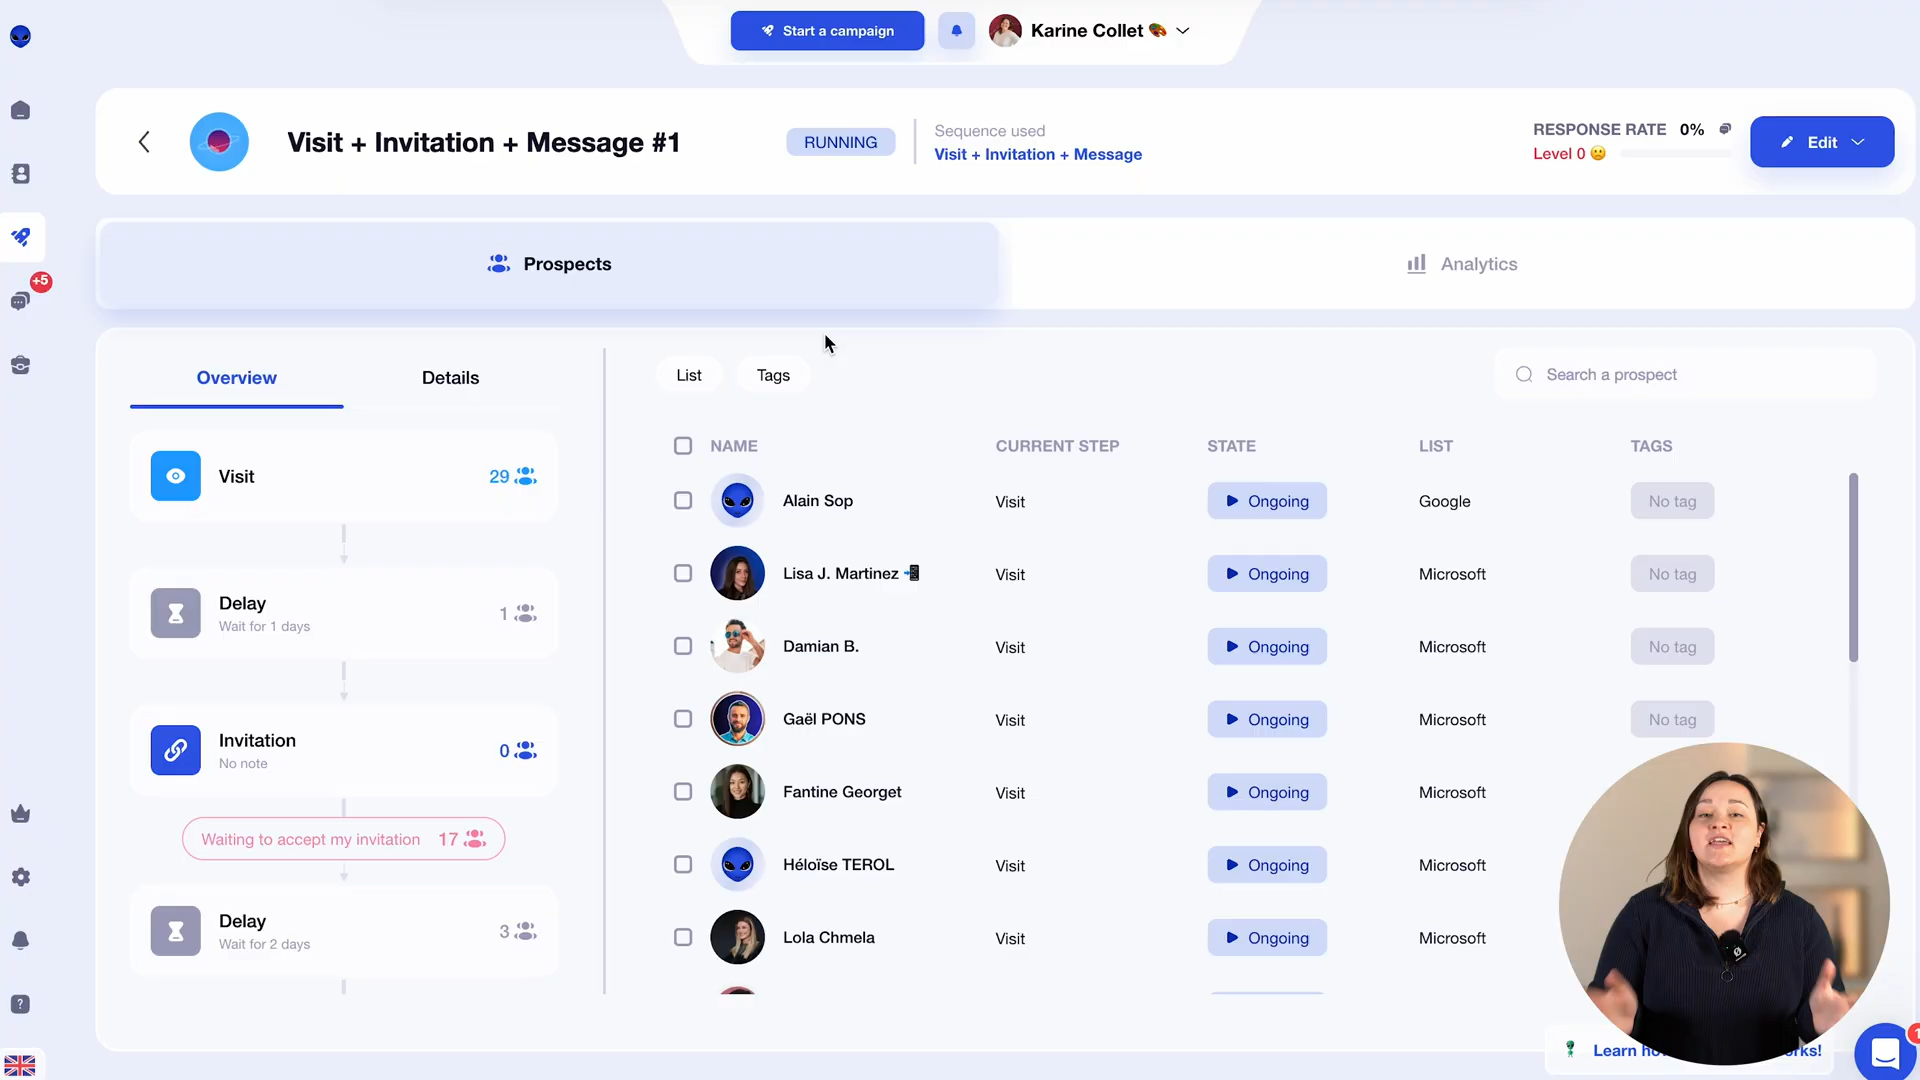 Start a campaign
Karine Collet
Visit + Invitation + Message #1
RUNNING
Sequence used
Visit + Invitation + Message
RESPONSE RATE 0%
Level 0
Edit
+5
Prospects
Analytics
Overview
Details
List
Tags
Search a prospect
NAME
CURRENT STEP
STATE
LIST
TAGS
Visit
29
Delay
Wait for 1 days
1
Invitation
No note
0
Waiting to accept my invitation 17
Delay
Wait for 2 days
3
Alain Sop Visit Ongoing Google No tag
Lisa J. Martinez Visit Ongoing Microsoft No tag
Damian B. Visit Ongoing Microsoft No tag
Gaël PONS Visit Ongoing Microsoft No tag
Fantine Georget Visit Ongoing Microsoft
Héloïse TEROL Visit Ongoing Microsoft
Lola Chmela Visit Ongoing Microsoft
?
Learn
1